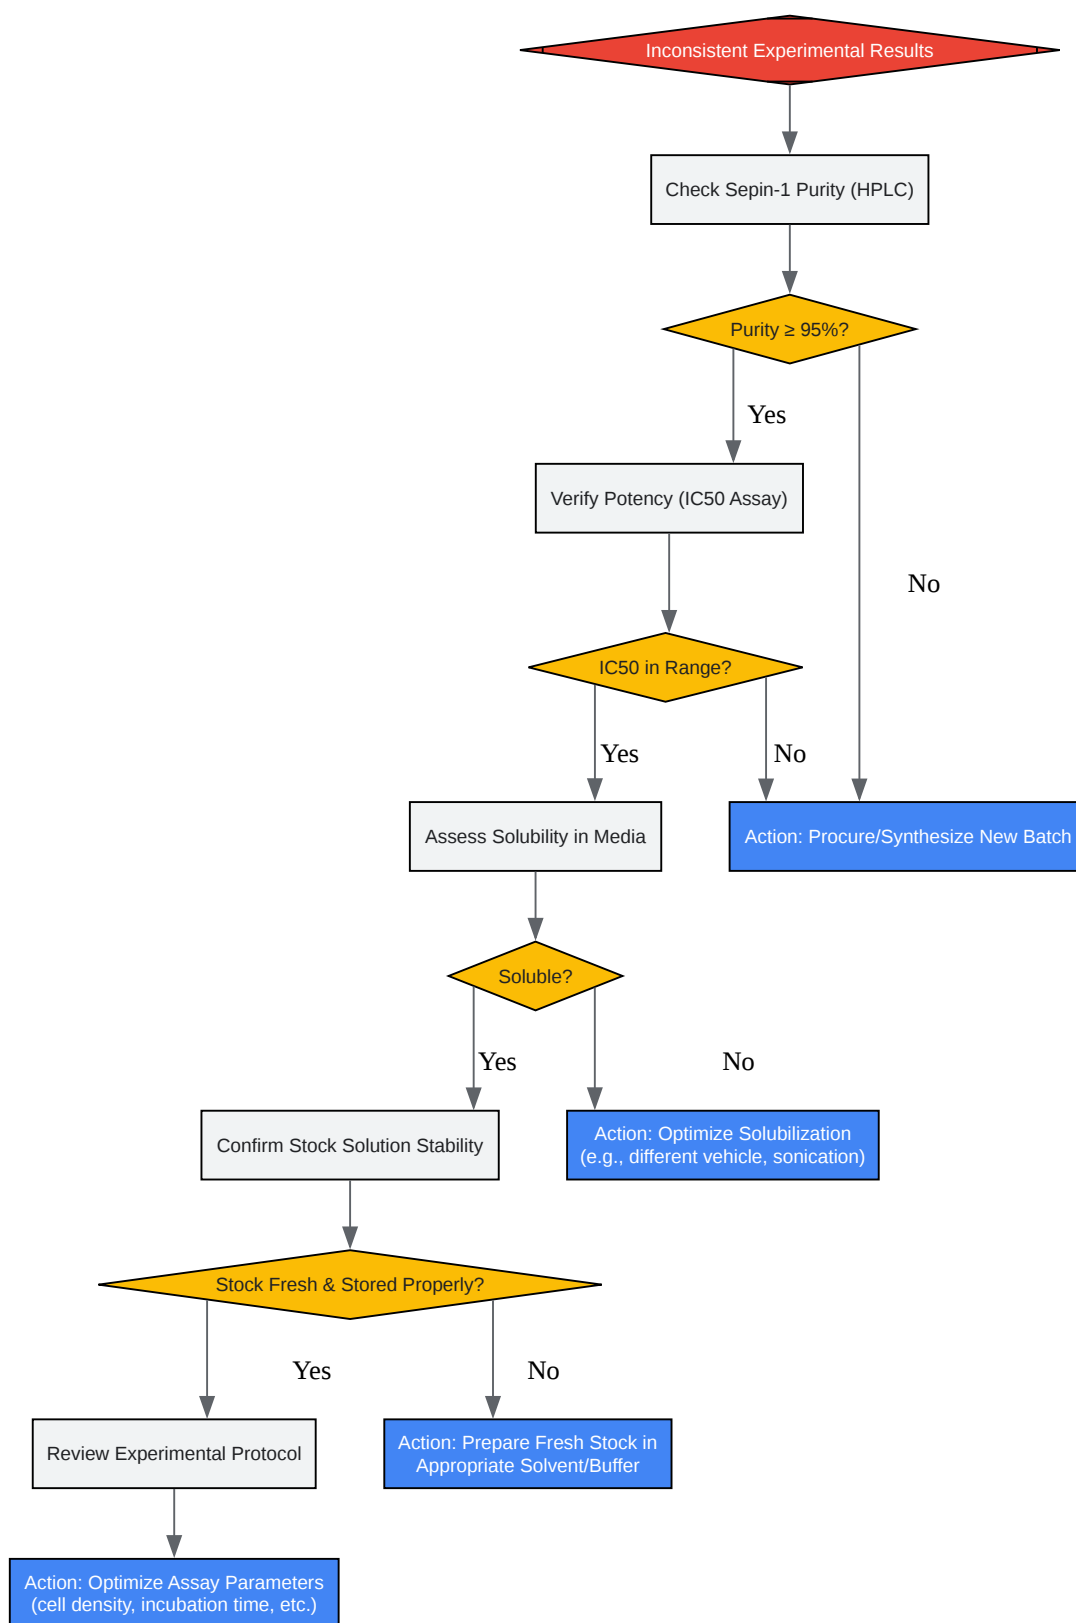 Inconsistent Experimental Results
Check Sepin-1 Purity (HPLC)
Purity ≥ 95%?
Yes
Verify Potency (IC50 Assay)
No
IC50 in Range?
Yes
No
Assess Solubility in Media
Action: Procure/Synthesize New Batch
Soluble?
Yes
No
Confirm Stock Solution Stability
Action: Optimize Solubilization
(e.g., different vehicle, sonication)
Stock Fresh & Stored Properly?
Yes
No
Review Experimental Protocol
Action: Prepare Fresh Stock in
Appropriate Solvent/Buffer
Action: Optimize Assay Parameters
(cell density, incubation time, etc.)